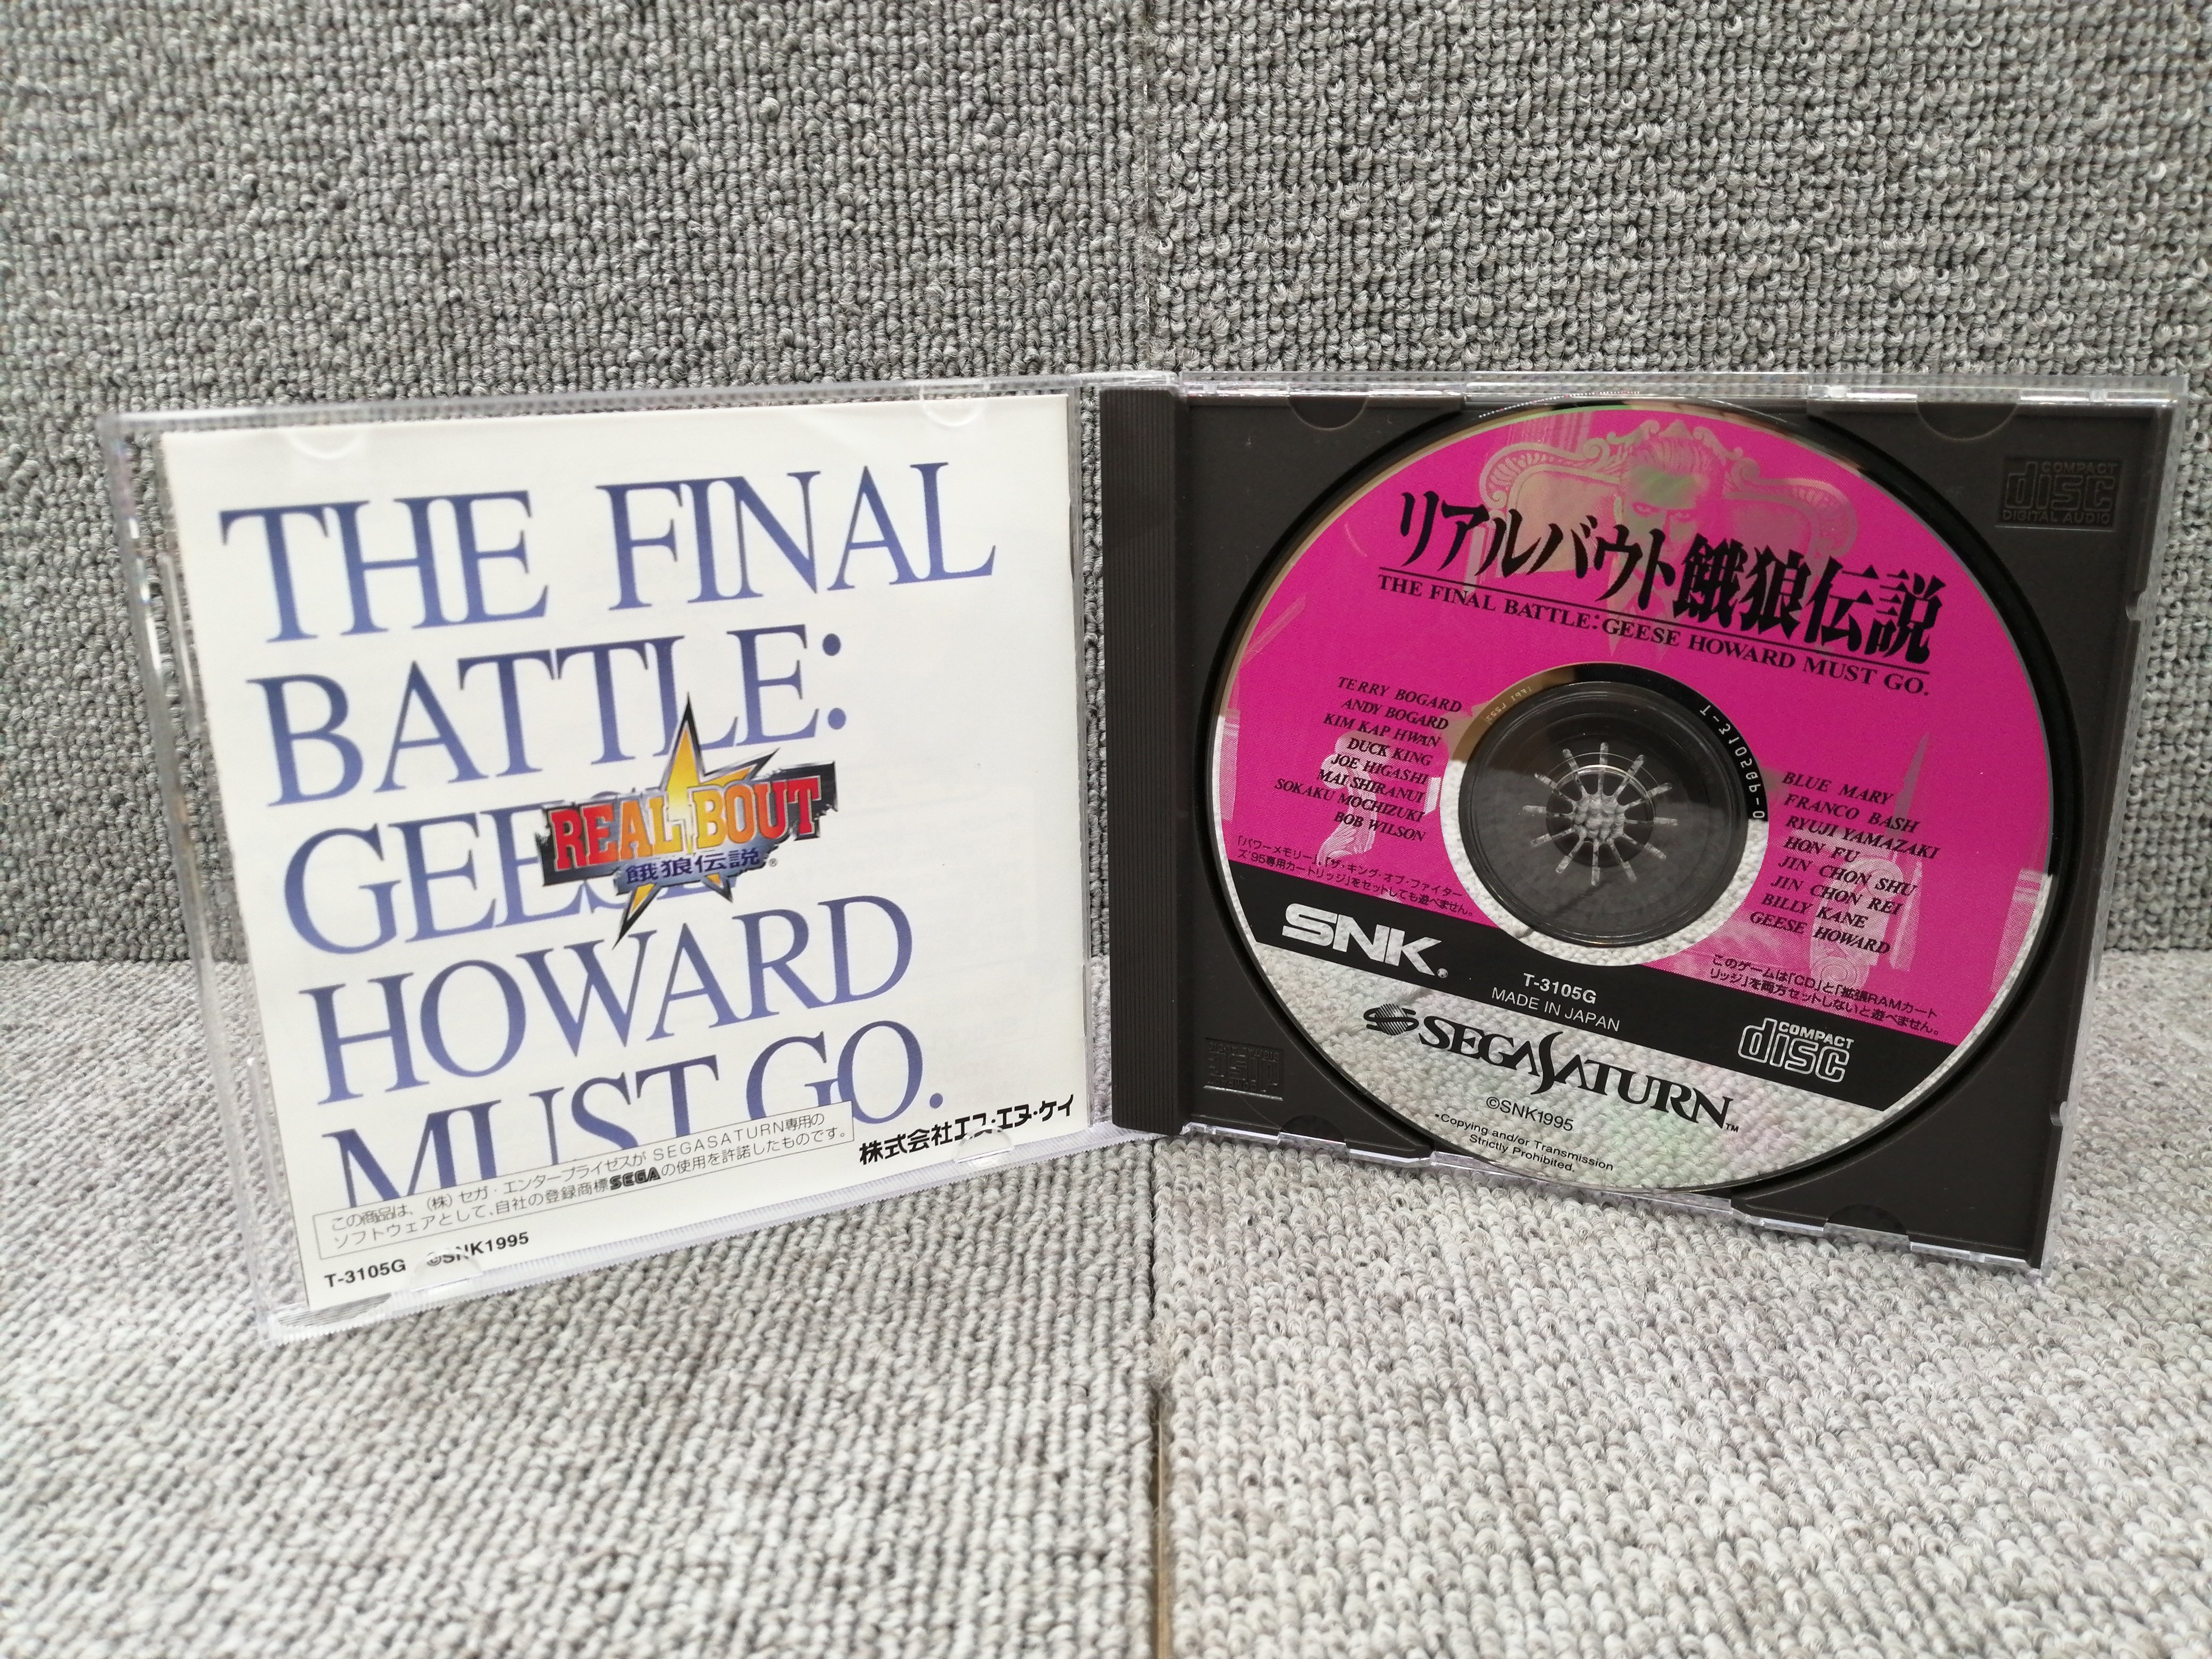 THE FINAL
BATTLE:
GEESE
HOWARD
MUST GO.
REAL BOUT
餓狼伝説®
この商品は、(株)セガ・エンタープライゼスが SEGASATURN専用の
ソフトウェアとして、自社の登録商標SEGAの使用を許諾したものです。
株式会社エス・エヌ・ケイ
T-3105G ©SNK1995
COMPACT
disc
DIGITAL AUDIO
リアルバウト餓狼伝説
THE FINAL BATTLE:GEESE HOWARD MUST GO.
TERRY BOGARD
ANDY BOGARD
KIM KAP HWAN
DUCK KING
JOE HIGASHI
MAI SHIRANUI
SOKAKU MOCHIZUKI
BOB WILSON
BLUE MARY
FRANCO BASH
RYUJI YAMAZAKI
HON FU
JIN CHON SHU
JIN CHON REI
BILLY KANE
GEESE HOWARD
「パワーメモリー」、「ザ・キング・オブ・ファイター
ズ'95専用カートリッジ」をセットしても遊べません。
このゲームは「CD」と「拡張RAMカート
リッジ」を両方セットしないと遊べません。
SNK®
T-3105G
MADE IN JAPAN
COMPACT
disc
SEGASATURN™
©SNK1995
•Copying and/or Transmission
Strictly Prohibited.